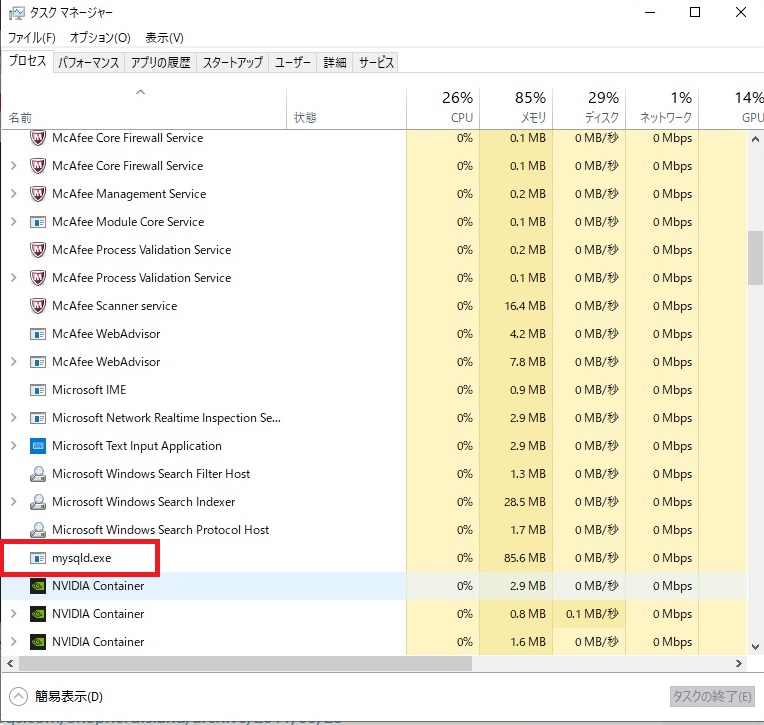 タスク マネージャー
ファイル(F) オプション(O) 表示(V)
プロセス パフォーマンス アプリの履歴 スタートアップ ユーザー 詳細 サービス
26% 85% 29% 1% 14%
名前 状態 CPU メモリ ディスク ネットワーク GPU
McAfee Core Firewall Service 0% 0.1 MB 0 MB/秒 0 Mbps
McAfee Core Firewall Service 0% 0.1 MB 0 MB/秒 0 Mbps
McAfee Management Service 0% 0.2 MB 0 MB/秒 0 Mbps
McAfee Module Core Service 0% 0.1 MB 0 MB/秒 0 Mbps
McAfee Process Validation Service 0% 0.2 MB 0 MB/秒 0 Mbps
McAfee Process Validation Service 0% 0.1 MB 0 MB/秒 0 Mbps
McAfee Scanner service 0% 16.4 MB 0 MB/秒 0 Mbps
McAfee WebAdvisor 0% 4.2 MB 0 MB/秒 0 Mbps
McAfee WebAdvisor 0% 7.8 MB 0 MB/秒 0 Mbps
Microsoft IME 0% 0.9 MB 0 MB/秒 0 Mbps
Microsoft Network Realtime Inspection Se... 0% 2.9 MB 0 MB/秒 0 Mbps
Microsoft Text Input Application 0% 2.9 MB 0 MB/秒 0 Mbps
Microsoft Windows Search Filter Host 0% 1.3 MB 0 MB/秒 0 Mbps
Microsoft Windows Search Indexer 0% 28.5 MB 0 MB/秒 0 Mbps
Microsoft Windows Search Protocol Host 0% 1.7 MB 0 MB/秒 0 Mbps
mysqld.exe 0% 85.6 MB 0 MB/秒 0 Mbps
NVIDIA Container 0% 2.9 MB 0 MB/秒 0 Mbps
NVIDIA Container 0% 0.8 MB 0.1 MB/秒 0 Mbps
NVIDIA Container 0% 1.6 MB 0 MB/秒 0 Mbps
簡易表示(D) タスクの終了(E)